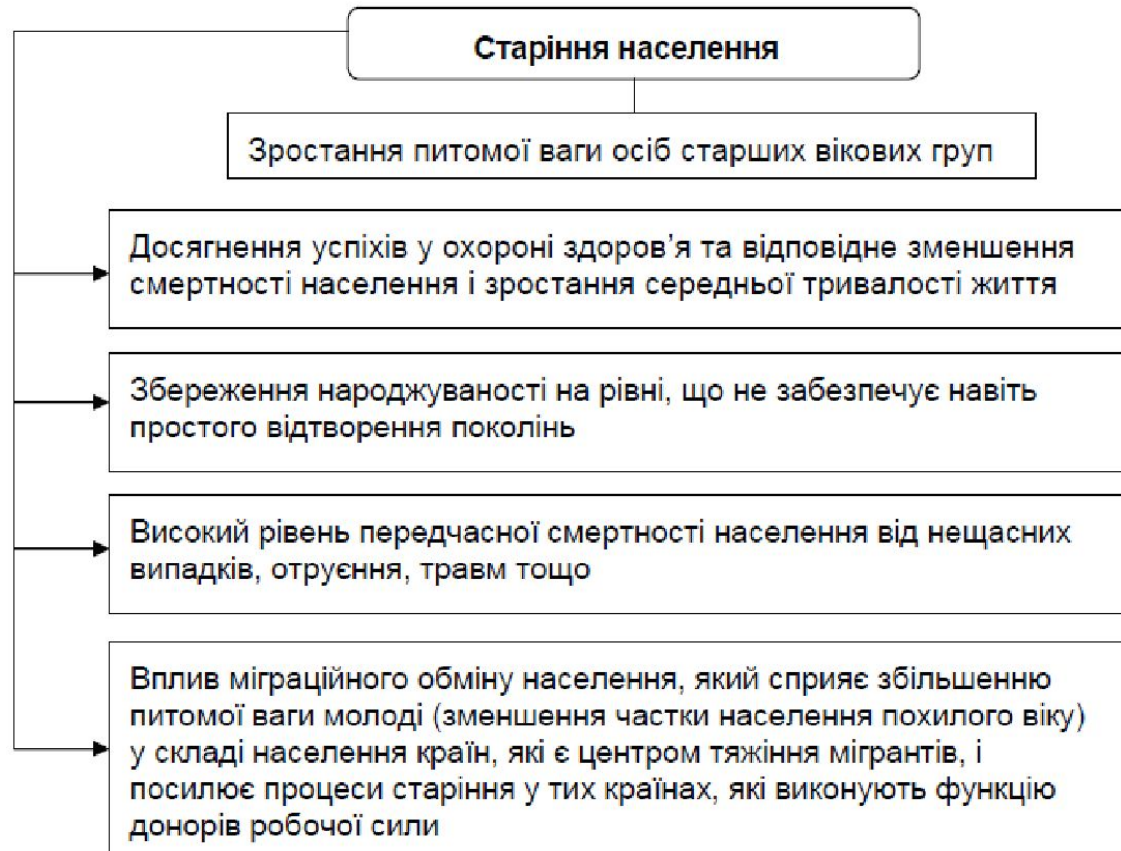 Старіння населення
Зростання питомої ваги осіб старших вікових груп
Досягнення успіхів у охороні здоров’я та відповідне зменшення
смертності населення і зростання середньої тривалості життя
Збереження народжуваності на рівні, що не забезпечує навіть
простого відтворення поколінь
Високий рівень передчасної смертності населення від нещасних
випадків, отруєння, травм тощо
Вплив міграційного обміну населення, який сприяє збільшенню
питомої ваги молоді (зменшення частки населення похилого віку)
у складі населення країн, які є центром тяжіння мігрантів, і
посилює процеси старіння у тих країнах, які виконують функцію
донорів робочої сили